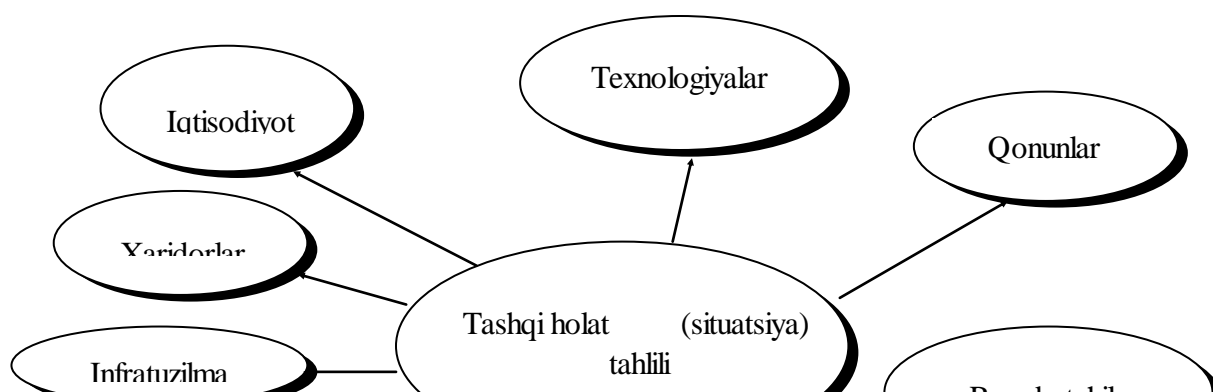 Texnologiyalar
Iqtisodiyot
Qonunlar
Xaridorlar
Tashqi holat (situatsiya)
tahlili
Infratuzilma